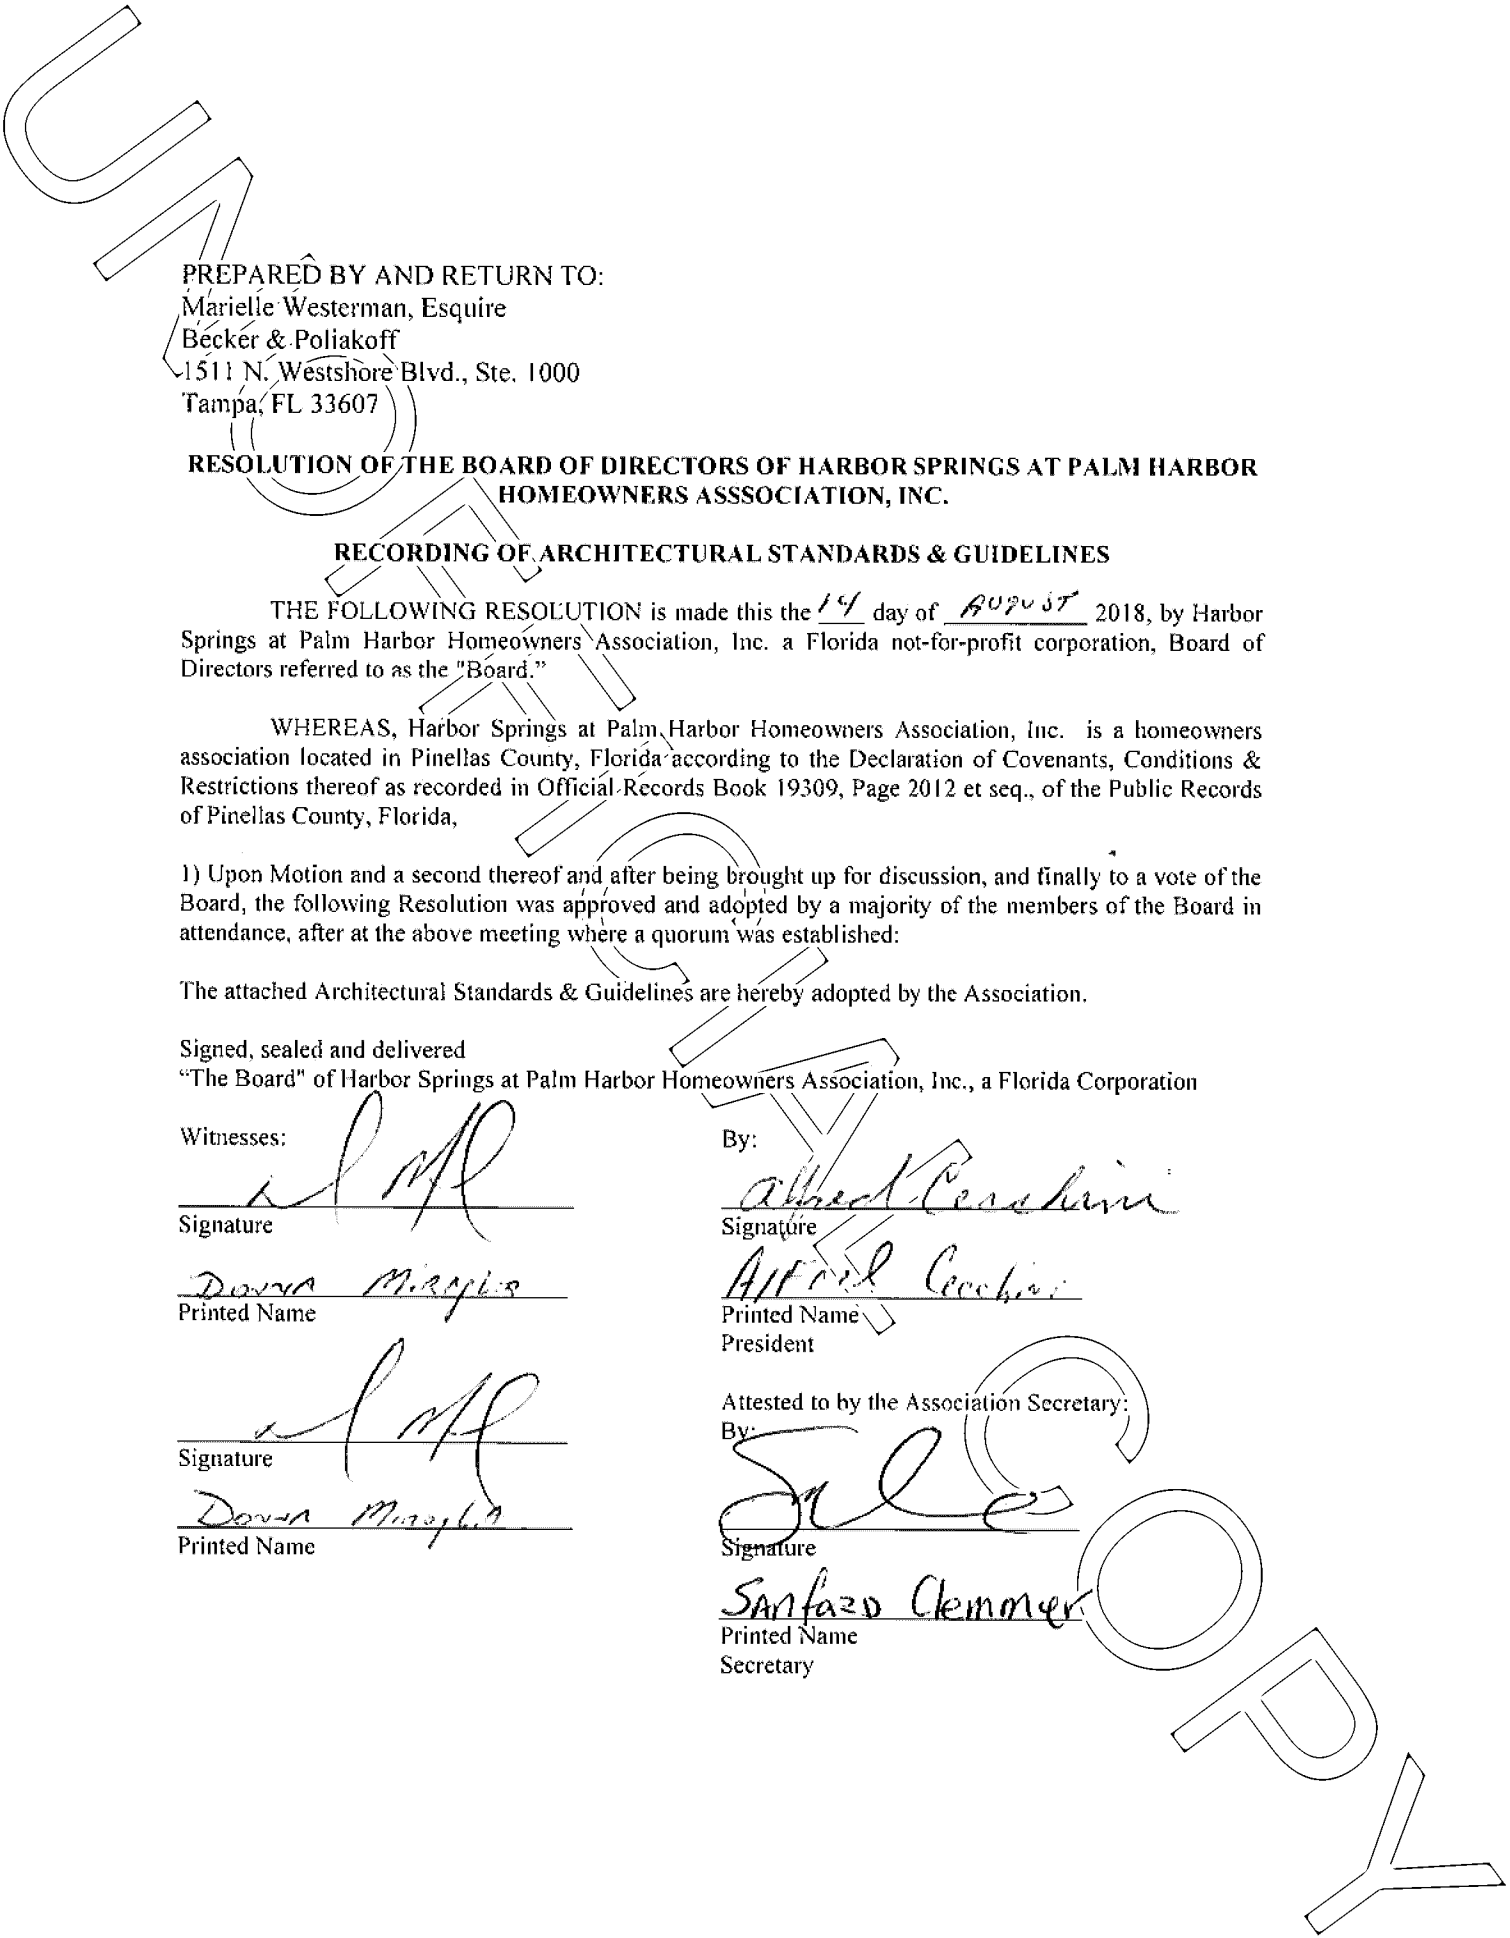 PREPARED BY AND RETURN TO:
Marielle Westerman, Esquire
Becker & Poliakoff
1511 N. Westshore Blvd., Ste. 1000
Tampa, FL 33607
RESOLUTION OF THE BOARD OF DIRECTORS OF HARBOR SPRINGS AT PALM HARBOR
HOMEOWNERS ASSSOCIATION, INC.
RECORDING OF ARCHITECTURAL STANDARDS & GUIDELINES
THE FOLLOWING RESOLUTION is made this the 14 day of AUGUST 2018, by Harbor
Springs at Palm Harbor Homeowners Association, Inc. a Florida not-for-profit corporation, Board of
Directors referred to as the "Board.”
WHEREAS, Harbor Springs at Palm Harbor Homeowners Association, Inc. is a homeowners
association located in Pinellas County, Florida according to the Declaration of Covenants, Conditions &
Restrictions thereof as recorded in Official Records Book 19309, Page 2012 et seq., of the Public Records
of Pinellas County, Florida,
1) Upon Motion and a second thereof and after being brought up for discussion, and finally to a vote of the
Board, the following Resolution was approved and adopted by a majority of the members of the Board in
attendance, after at the above meeting where a quorum was established:
The attached Architectural Standards & Guidelines are hereby adopted by the Association.
Signed, sealed and delivered
“The Board" of Harbor Springs at Palm Harbor Homeowners Association, Inc., a Florida Corporation
Witnesses:
Signature
Donna Miraglia
Printed Name
Signature
Donna Miraglia
Printed Name
By:
Alfred Cecchini
Signature
Alfred Cecchini
Printed Name
President
Attested to by the Association Secretary:
By:
Signature
SANfaRD Clemmer
Printed Name
Secretary
UNOFFICIAL COPY